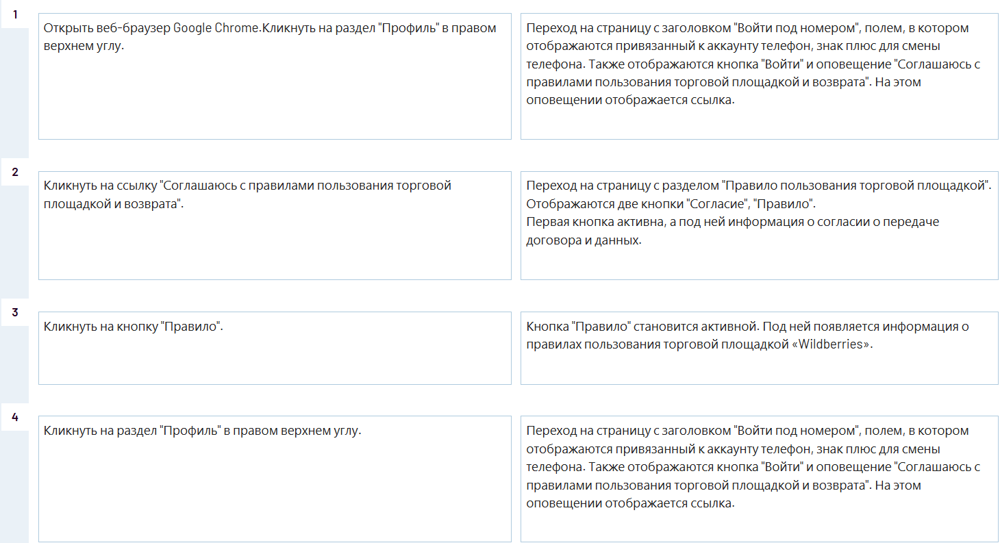 1
Открыть веб-браузер Google Chrome.Кликнуть на раздел "Профиль" в правом
верхнем углу.
Переход на страницу с заголовком "Войти под номером", полем, в котором
отображаются привязанный к аккаунту телефон, знак плюс для смены
телефона. Также отображаются кнопка "Войти" и оповещение "Соглашаюсь с
правилами пользования торговой площадкой и возврата". На этом
оповещении отображается ссылка.
2
Кликнуть на ссылку "Соглашаюсь с правилами пользования торговой
площадкой и возврата".
Переход на страницу с разделом "Правило пользования торговой площадкой".
Отображаются две кнопки "Согласие", "Правило".
Первая кнопка активна, а под ней информация о согласии о передаче
договора и данных.
3
Кликнуть на кнопку "Правило".
Кнопка "Правило" становится активной. Под ней появляется информация о
правилах пользования торговой площадкой «Wildberries».
4
Кликнуть на раздел "Профиль" в правом верхнем углу.
Переход на страницу с заголовком "Войти под номером", полем, в котором
отображаются привязанный к аккаунту телефон, знак плюс для смены
телефона. Также отображаются кнопка "Войти" и оповещение "Соглашаюсь с
правилами пользования торговой площадкой и возврата". На этом
оповещении отображается ссылка.